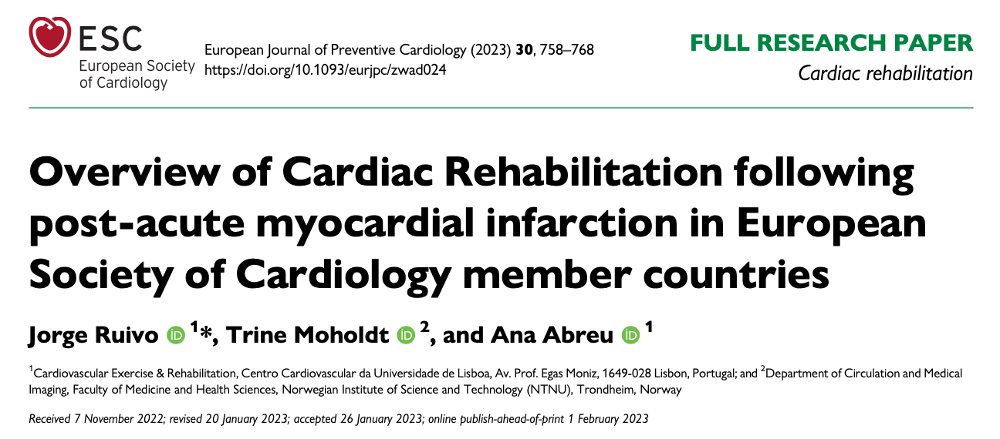 ESC
European Society
of Cardiology
European Journal of Preventive Cardiology (2023) 30, 758–768
https://doi.org/10.1093/eurjpc/zwad024
FULL RESEARCH PAPER
Cardiac rehabilitation
Overview of Cardiac Rehabilitation following
post-acute myocardial infarction in European
Society of Cardiology member countries
Jorge Ruivo iD 1*, Trine Moholdt iD 2, and Ana Abreu iD 1
1Cardiovascular Exercise & Rehabilitation, Centro Cardiovascular da Universidade de Lisboa, Av. Prof. Egas Moniz, 1649-028 Lisbon, Portugal; and 2Department of Circulation and Medical
Imaging, Faculty of Medicine and Health Sciences, Norwegian Institute of Science and Technology (NTNU), Trondheim, Norway
Received 7 November 2022; revised 20 January 2023; accepted 26 January 2023; online publish-ahead-of-print 1 February 2023